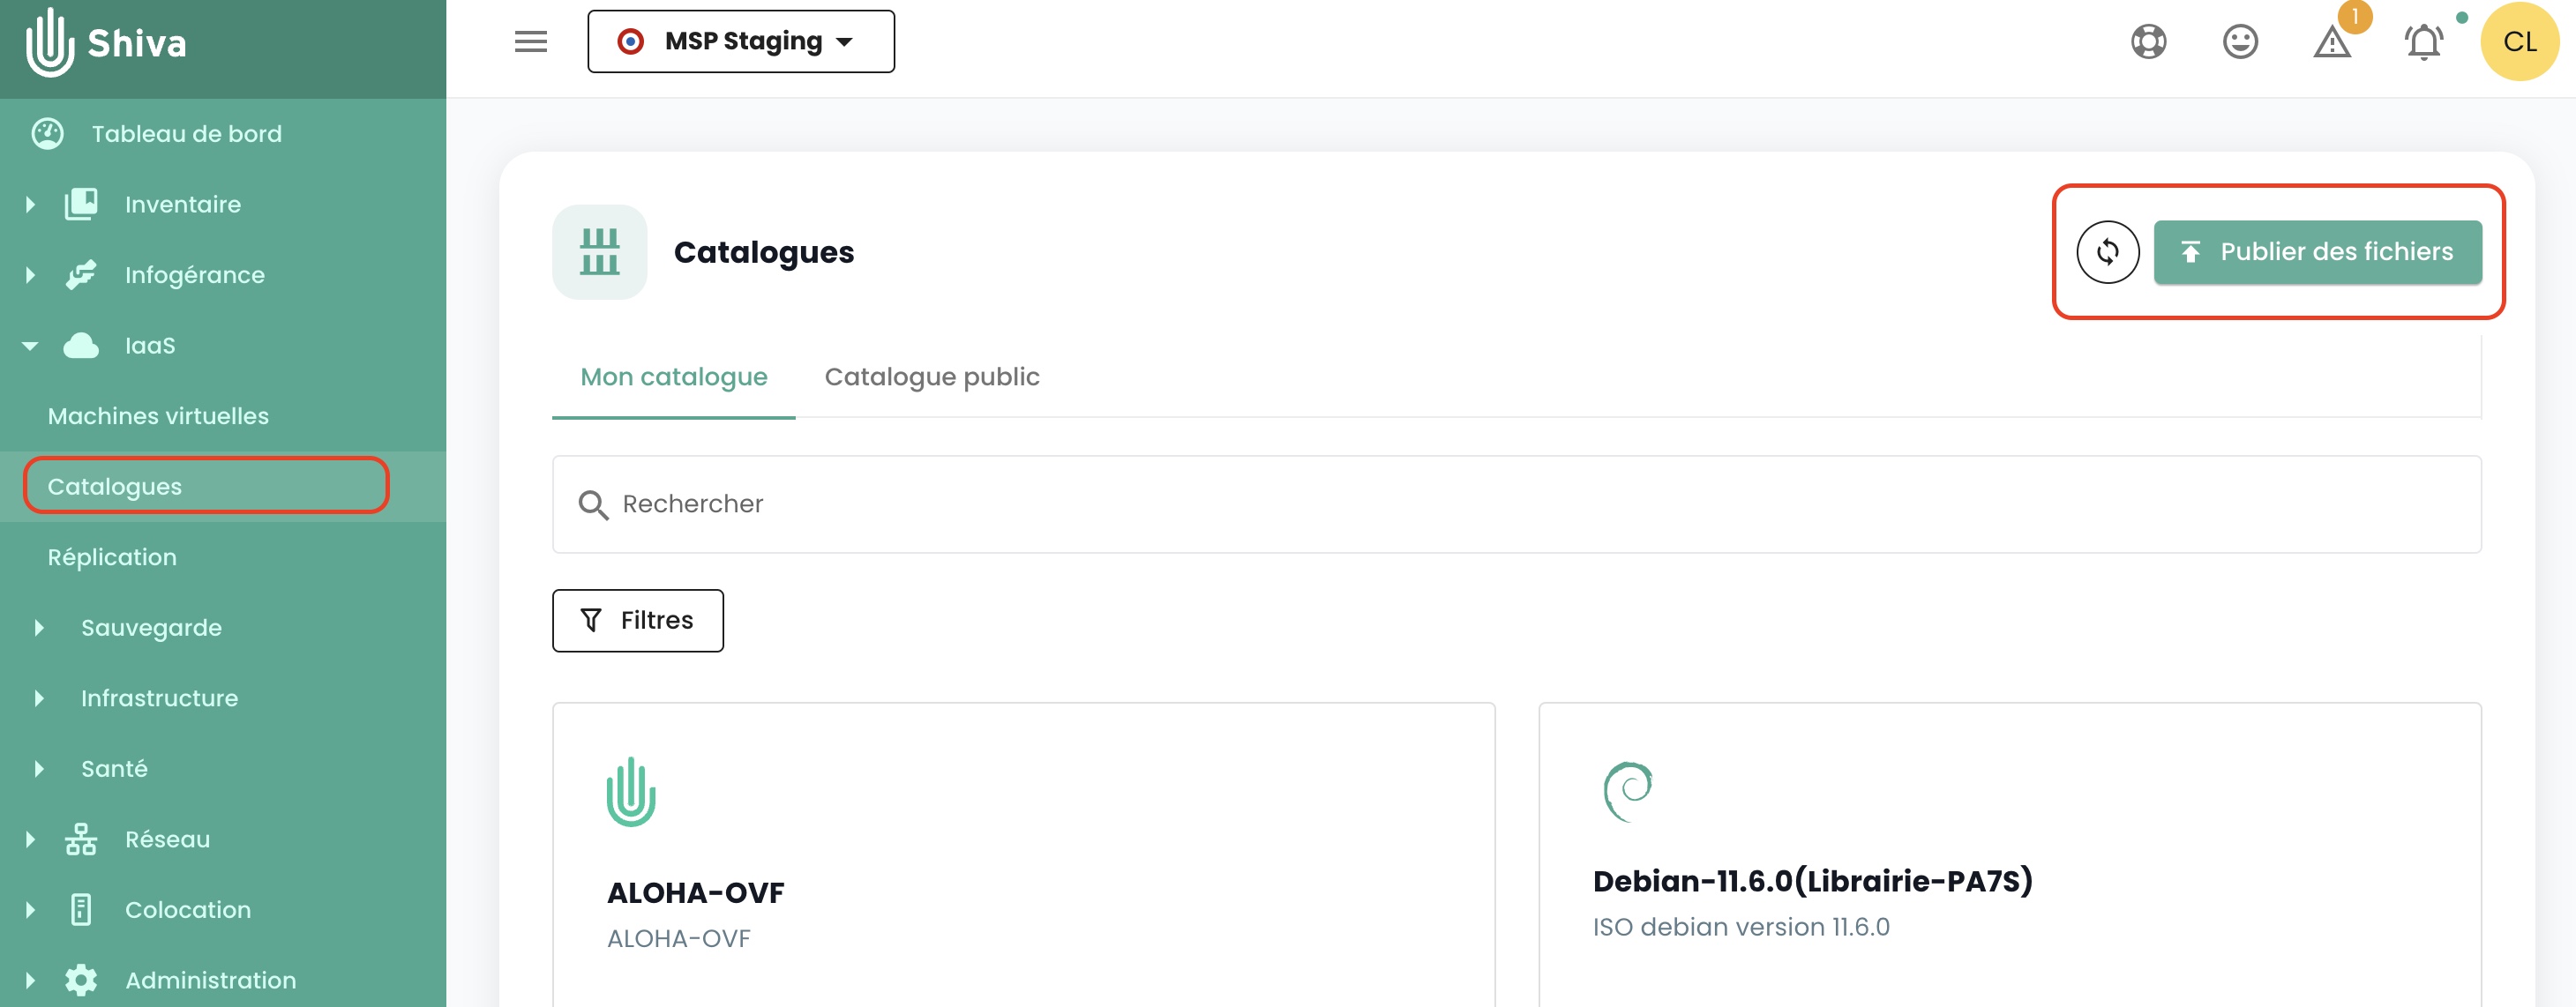 Shiva
MSP Staging
1
CL
Tableau de bord
Inventaire
Infogérance
IaaS
Machines virtuelles
Catalogues
Réplication
Sauvegarde
Infrastructure
Santé
Réseau
Colocation
Administration
Catalogues
Publier des fichiers
Mon catalogue
Catalogue public
Rechercher
Filtres
ALOHA-OVF
ALOHA-OVF
Debian-11.6.0(Librairie-PA7S)
ISO debian version 11.6.0